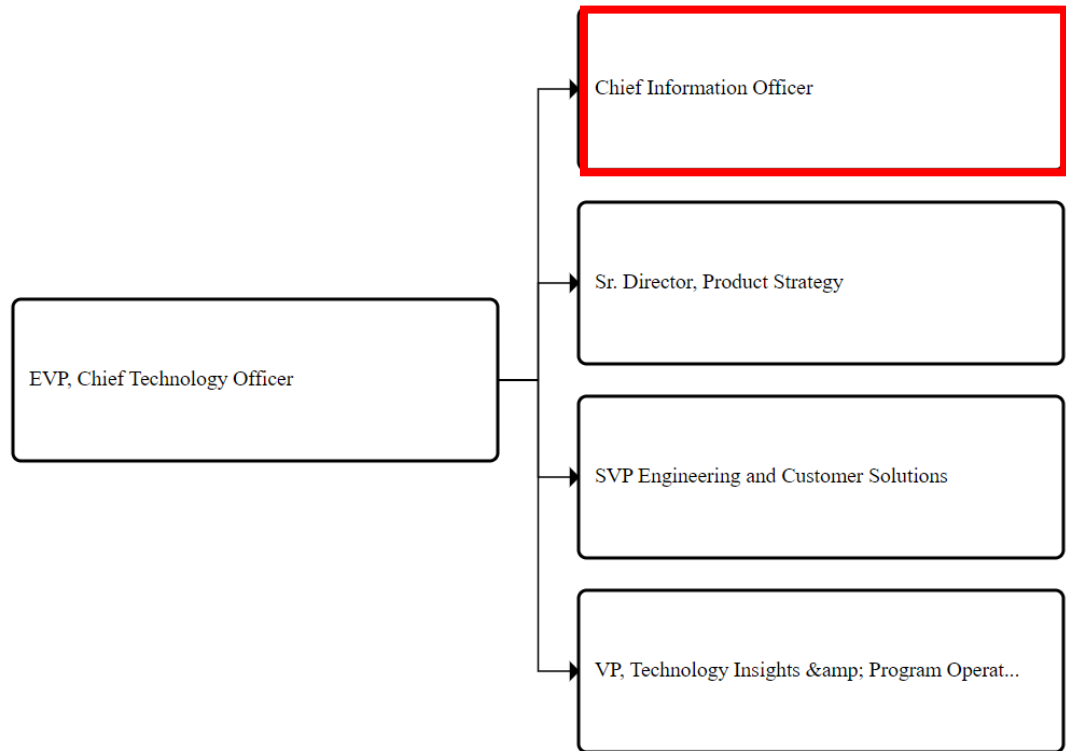 Chief Information Officer
Sr. Director, Product Strategy
EVP, Chief Technology Officer
SVP Engineering and Customer Solutions
VP, Technology Insights &amp; Program Operat...